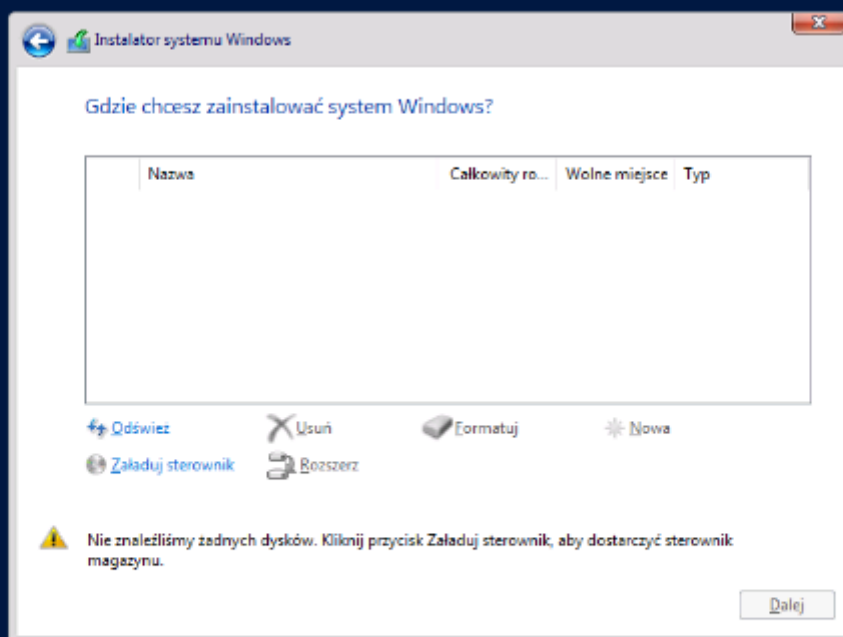 Instalator systemu Windows
Gdzie chcesz zainstalować system Windows?
Nazwa Całkowity ro... Wolne miejsce Typ
Odśwież Usuń Formatuj Nowa
Załaduj sterownik Rozszerz
Nie znaleźliśmy żadnych dysków. Kliknij przycisk Załaduj sterownik, aby dostarczyć sterownik
magazynu.
Dalej